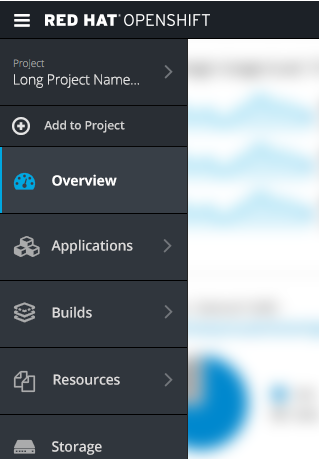 RED HAT® OPENSHIFT
Project
Long Project Name...
Add to Project
Overview
Applications
Builds
Resources
Storage